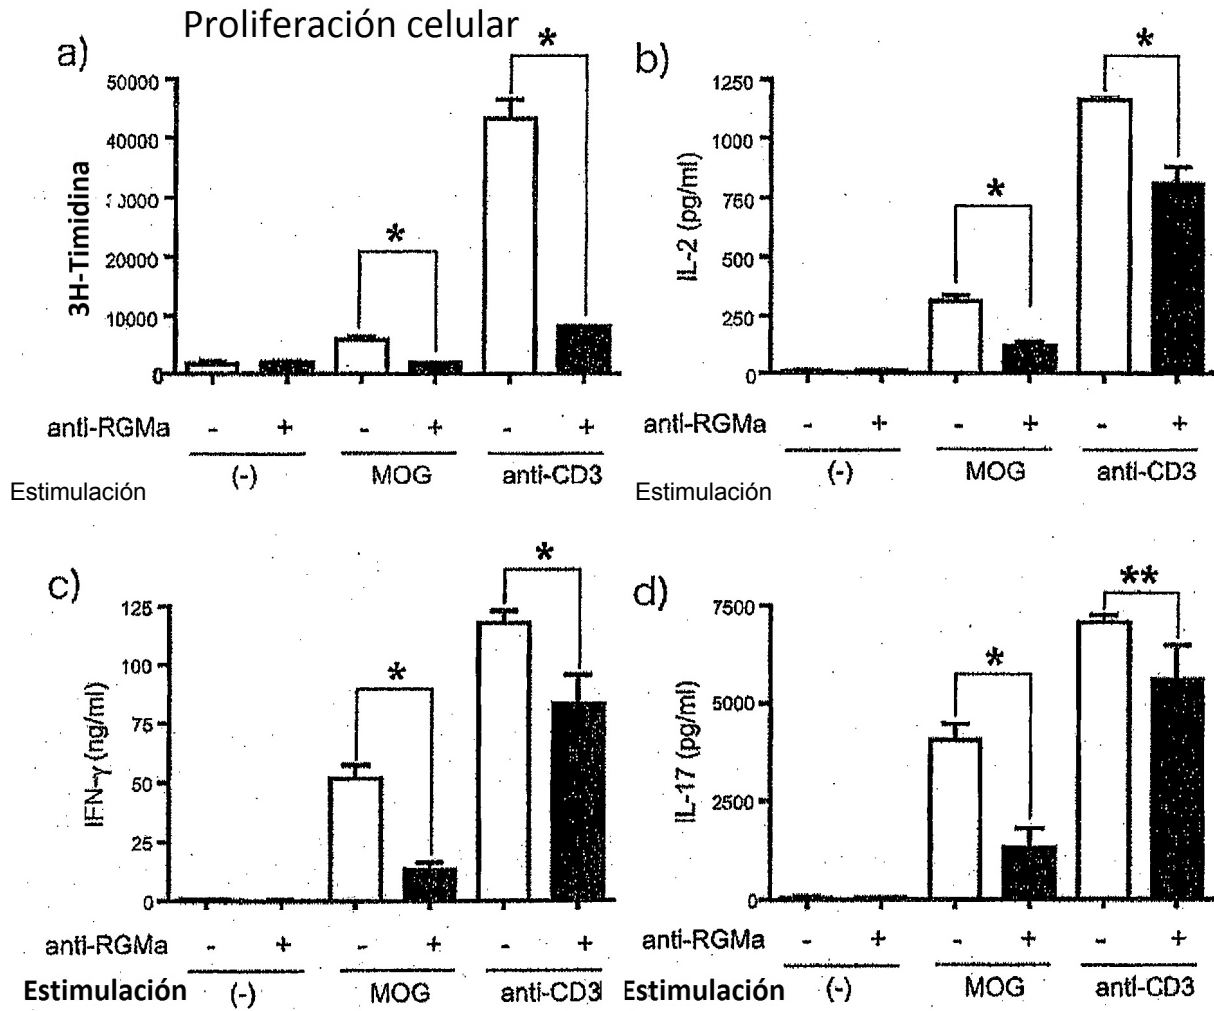 Proliferación celular
a)
*
*
50000
40000
20000
10000
0
3H-Timidina
anti-RGMa - + - + - +
(-) MOG anti-CD3
Estimulación
b)
*
*
1250
1000
750
500
250
0
IL-2 (pg/ml)
anti-RGMa - + - + - +
(-) MOG anti-CD3
Estimulación
c)
*
*
125
100
75
50
25
0
IFN-γ (ng/ml)
anti-RGMa - + - + - +
Estimulación (-) MOG anti-CD3
d)
**
*
7500
5000
2500
0
IL-17 (pg/ml)
anti-RGMa - + - + - +
Estimulación (-) MOG anti-CD3